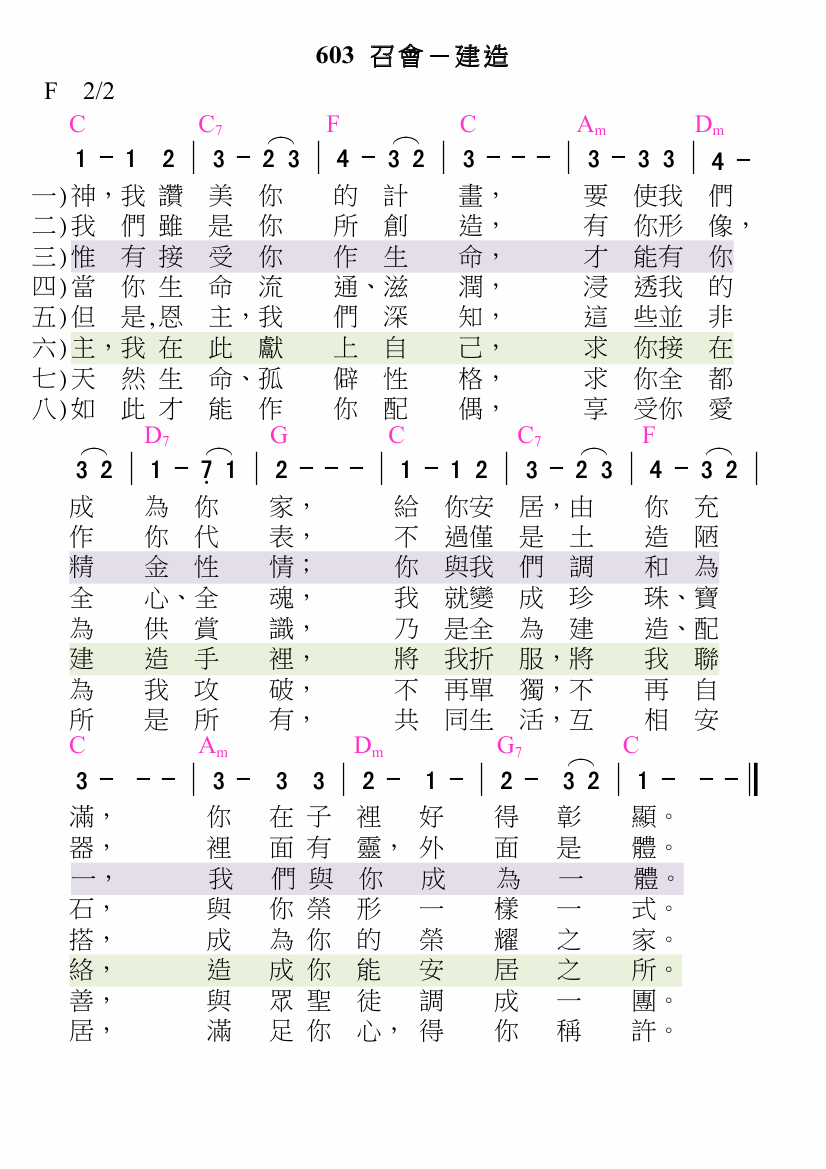 603 召會－建造
F 2/2
C C7 F C Am Dm
1 - 1 2 | 3 - 2 3 | 4 - 3 2 | 3 - - - | 3 - 3 3 | 4 -
一)神，我 讚 美 你 的 計 畫， 要 使我 們
二)我 們 雖 是 你 所 創 造， 有 你形 像，
三)惟 有 接 受 你 作 生 命， 才 能有 你
四)當 你 生 命 流 通、滋 潤， 浸 透我 的
五)但 是,恩 主，我 們 深 知， 這 些並 非
六)主，我 在 此 獻 上 自 己， 求 你接 在
七)天 然 生 命、孤 僻 性 格， 求 你全 都
八)如 此 才 能 作 你 配 偶， 享 受你 愛
D7 G C C7 F
3 2 | 1 - 7 1 | 2 - - - | 1 - 1 2 | 3 - 2 3 | 4 - 3 2 |
成 為 你 家， 給 你安 居，由 你 充
作 你 代 表， 不 過僅 是 土 造 陋
精 金 性 情； 你 與我 們 調 和 為
全 心、全 魂， 我 就變 成 珍 珠、寶
為 供 賞 識， 乃 是全 為 建 造、配
建 造 手 裡， 將 我折 服，將 我 聯
為 我 攻 破， 不 再單 獨，不 再 自
所 是 所 有， 共 同生 活，互 相 安
C Am Dm G7 C
3 - - - | 3 - 3 3 | 2 - 1 - | 2 - 3 2 | 1 - - - ‖
滿， 你 在 子 裡 好 得 彰 顯。
器， 裡 面 有 靈，外 面 是 體。
一， 我 們 與 你 成 為 一 體。
石， 與 你 榮 形 一 樣 一 式。
搭， 成 為 你 的 榮 耀 之 家。
絡， 造 成 你 能 安 居 之 所。
善， 與 眾 聖 徒 調 成 一 團。
居， 滿 足 你 心，得 你 稱 許。